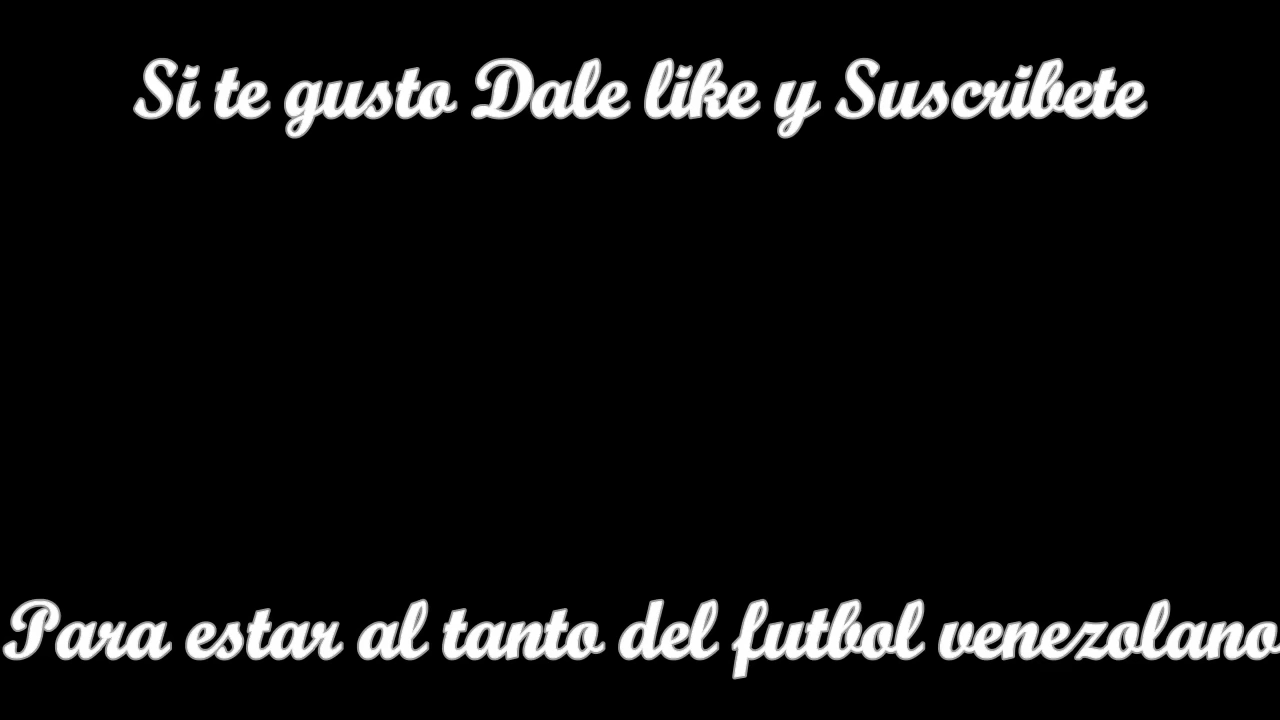 Si te gusto Dale like y Suscribete
Para estar al tanto del futbol venezolano